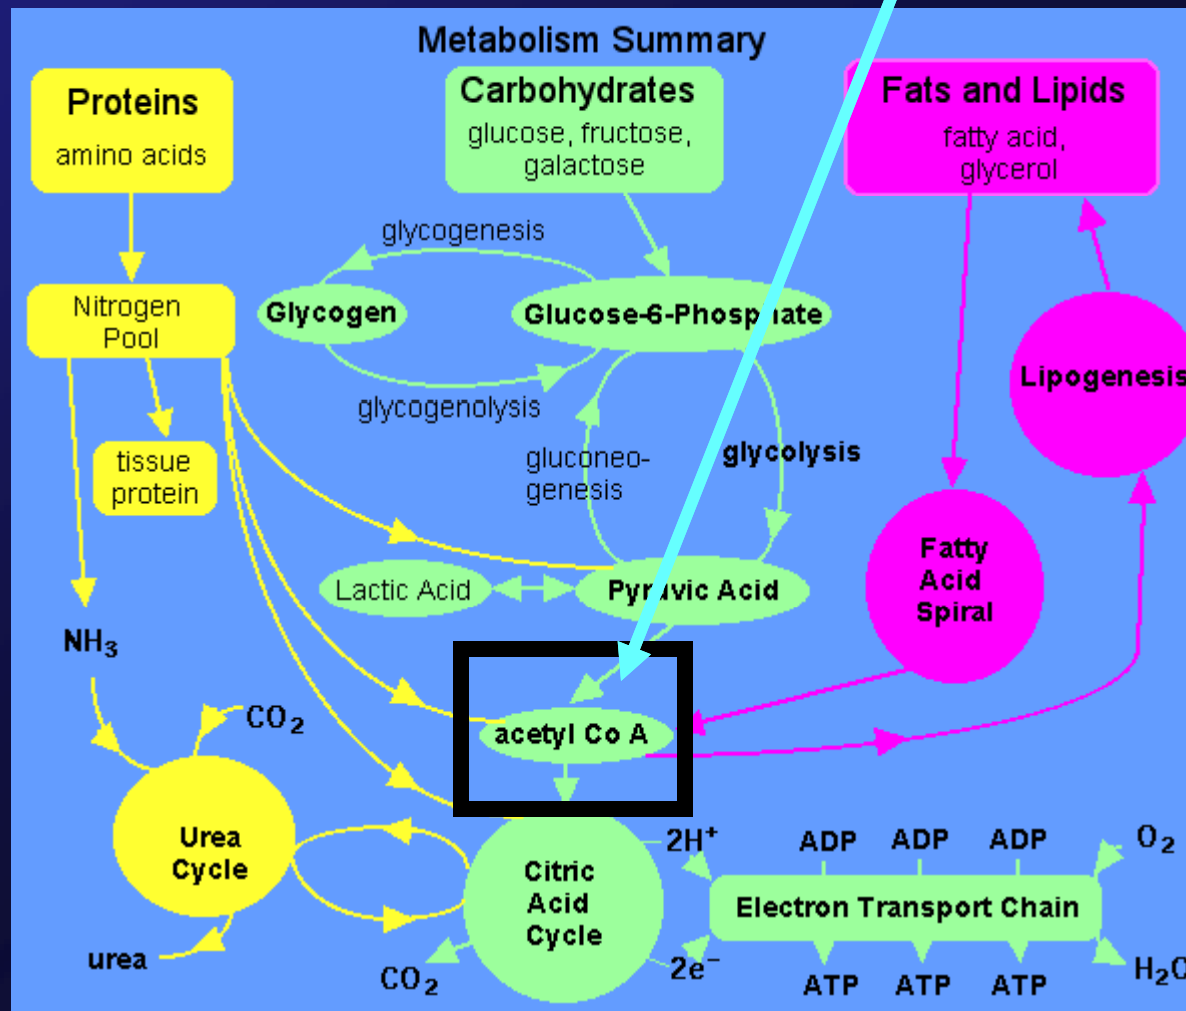 Metabolism Summary
Proteins
amino acids
Carbohydrates
glucose, fructose,
galactose
Fats and Lipids
fatty acid,
glycerol
glycogenesis
Nitrogen
Pool
Glycogen
Glucose-6-Phosphate
Lipogenesis
glycogenolysis
tissue
protein
gluconeo-
genesis
glycolysis
Fatty
Acid
Spiral
Lactic Acid
Pyruvic Acid
NH₃
CO₂
acetyl Co A
Urea
Cycle
Citric
Acid
Cycle
2H⁺
ADP ADP ADP
O₂
Electron Transport Chain
urea
CO₂
2e⁻
ATP ATP ATP
H₂O